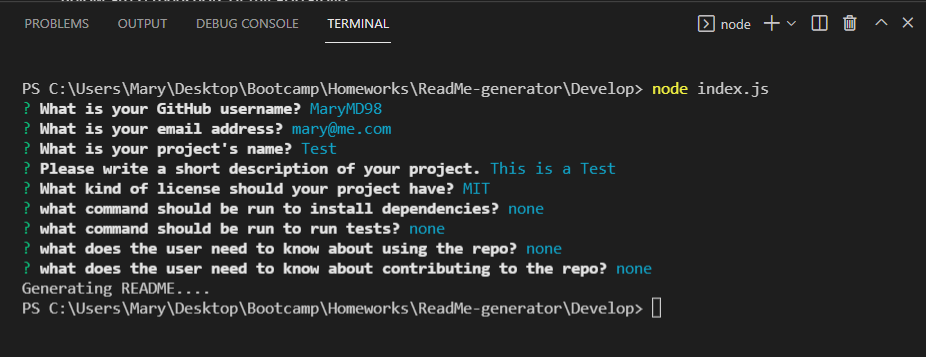 PROBLEMS OUTPUT DEBUG CONSOLE TERMINAL node
PS C:\Users\Mary\Desktop\Bootcamp\Homeworks\ReadMe-generator\Develop> node index.js
? What is your GitHub username? MaryMD98
? What is your email address? mary@me.com
? What is your project's name? Test
? Please write a short description of your project. This is a Test
? What kind of license should your project have? MIT
? what command should be run to install dependencies? none
? what command should be run to run tests? none
? what does the user need to know about using the repo? none
? what does the user need to know about contributing to the repo? none
Generating README....
PS C:\Users\Mary\Desktop\Bootcamp\Homeworks\ReadMe-generator\Develop>